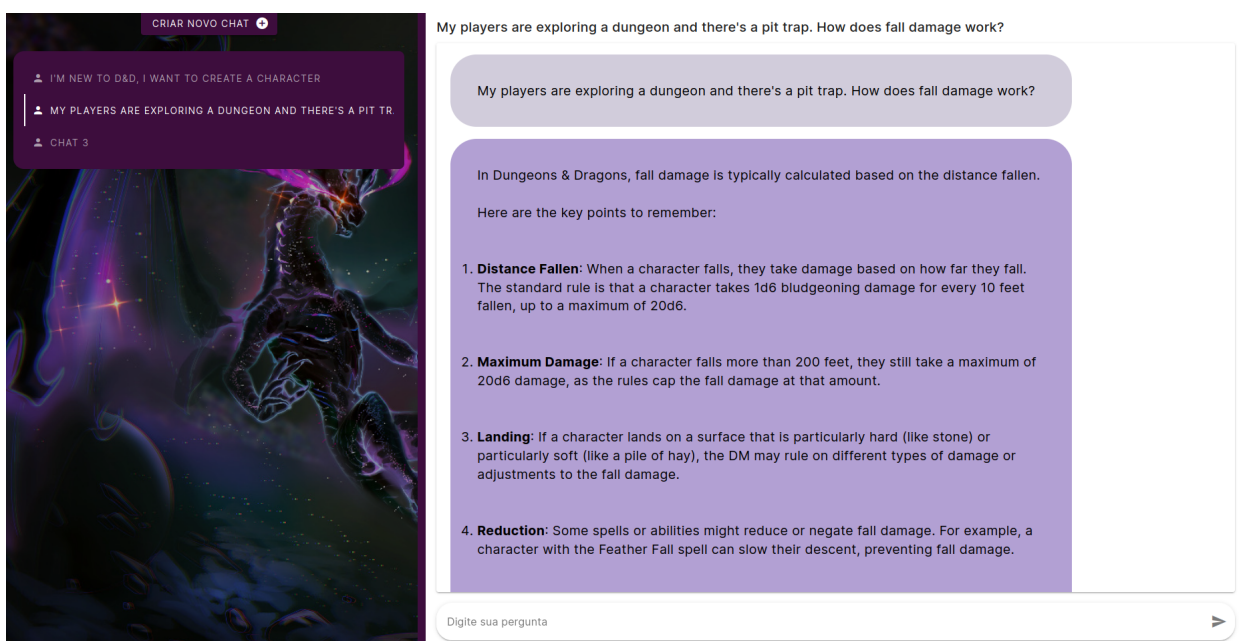 CRIAR NOVO CHAT
I'M NEW TO D&D, I WANT TO CREATE A CHARACTER
MY PLAYERS ARE EXPLORING A DUNGEON AND THERE'S A PIT TR
CHAT 3
My players are exploring a dungeon and there's a pit trap. How does fall damage work?
My players are exploring a dungeon and there's a pit trap. How does fall damage work?
In Dungeons & Dragons, fall damage is typically calculated based on the distance fallen.
Here are the key points to remember:
1. Distance Fallen: When a character falls, they take damage based on how far they fall.
The standard rule is that a character takes 1d6 bludgeoning damage for every 10 feet
fallen, up to a maximum of 20d6.
2. Maximum Damage: If a character falls more than 200 feet, they still take a maximum of
20d6 damage, as the rules cap the fall damage at that amount.
3. Landing: If a character lands on a surface that is particularly hard (like stone) or
particularly soft (like a pile of hay), the DM may rule on different types of damage or
adjustments to the fall damage.
4. Reduction: Some spells or abilities might reduce or negate fall damage. For example, a
character with the Feather Fall spell can slow their descent, preventing fall damage.
Digite sua pergunta